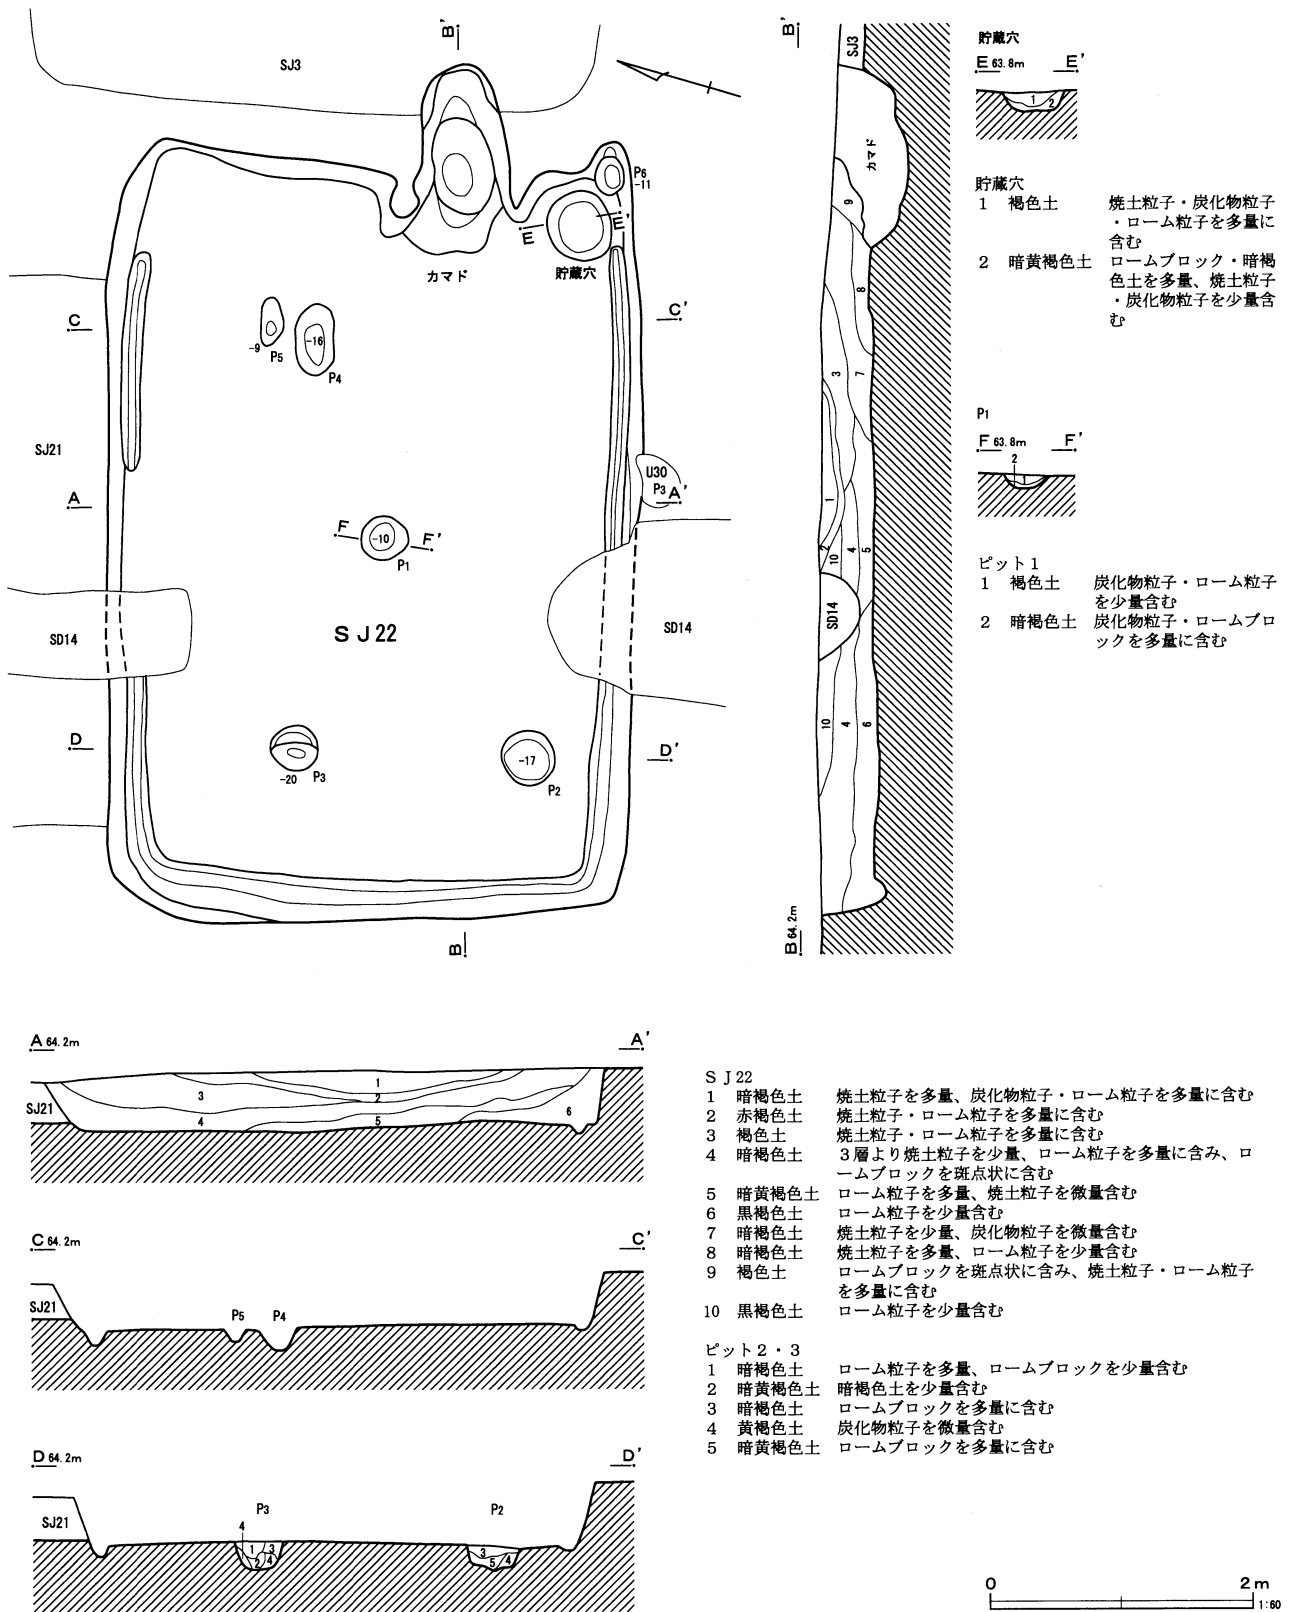 SJ3
B'
P6
-11
E
E'
カマド
貯蔵穴
C
C'
-9
P5
-16
P4
SJ21
U30
P3
A
A'
F
-10
F'
P1
SJ22
SD14
SD14
D
D'
-20
P3
-17
P2
B
B'
SJ3
カマド
9
8
3
7
1
2
10
4
5
SD14
10
4
6
B 64.2m
貯蔵穴
E 63.8m E'
1
2
貯蔵穴
1 褐色土 焼土粒子・炭化物粒子
・ローム粒子を多量に
含む
2 暗黄褐色土 ロームブロック・暗褐
色土を多量、焼土粒子
・炭化物粒子を少量含
む
P1
F 63.8m F'
2
1
ピット1
1 褐色土 炭化物粒子・ローム粒子
を少量含む
2 暗褐色土 炭化物粒子・ロームブロ
ックを多量に含む
A 64.2m A'
1
2
3
SJ21
4
5
6
C 64.2m C'
SJ21
P5
P4
D 64.2m D'
SJ21
P3
4
1
3
2
4
P2
3
5
4
SJ22
1 暗褐色土 焼土粒子を多量、炭化物粒子・ローム粒子を多量に含む
2 赤褐色土 焼土粒子・ローム粒子を多量に含む
3 褐色土 焼土粒子・ローム粒子を多量に含む
4 暗褐色土 3層より焼土粒子を少量、ローム粒子を多量に含み、ロ
ームブロックを斑点状に含む
5 暗黄褐色土 ローム粒子を多量、焼土粒子を微量含む
6 黒褐色土 ローム粒子を少量含む
7 暗褐色土 焼土粒子を少量、炭化物粒子を微量含む
8 暗褐色土 焼土粒子を多量、ローム粒子を少量含む
9 褐色土 ロームブロックを斑点状に含み、焼土粒子・ローム粒子
を多量に含む
10 黒褐色土 ローム粒子を少量含む
ピット2・3
1 暗褐色土 ローム粒子を多量、ロームブロックを少量含む
2 暗黄褐色土 暗褐色土を少量含む
3 暗褐色土 ロームブロックを多量に含む
4 黄褐色土 炭化物粒子を微量含む
5 暗黄褐色土 ロームブロックを多量に含む
0 2m
1:60